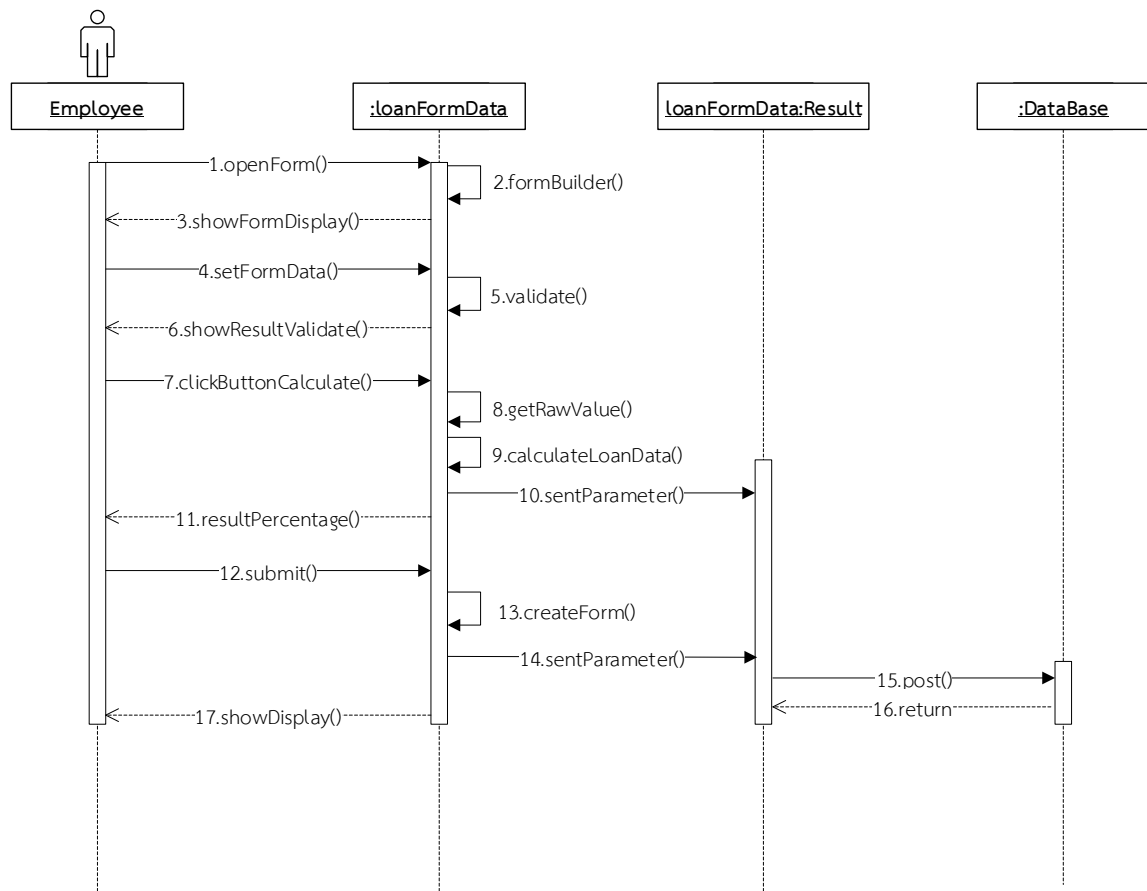 Employee
:loanFormData
loanFormData:Result
:DataBase
1.openForm()
2.formBuilder()
3.showFormDisplay()
4.setFormData()
5.validate()
6.showResultValidate()
7.clickButtonCalculate()
8.getRawValue()
9.calculateLoanData()
10.sentParameter()
11.resultPercentage()
12.submit()
13.createForm()
14.sentParameter()
15.post()
16.return
17.showDisplay()